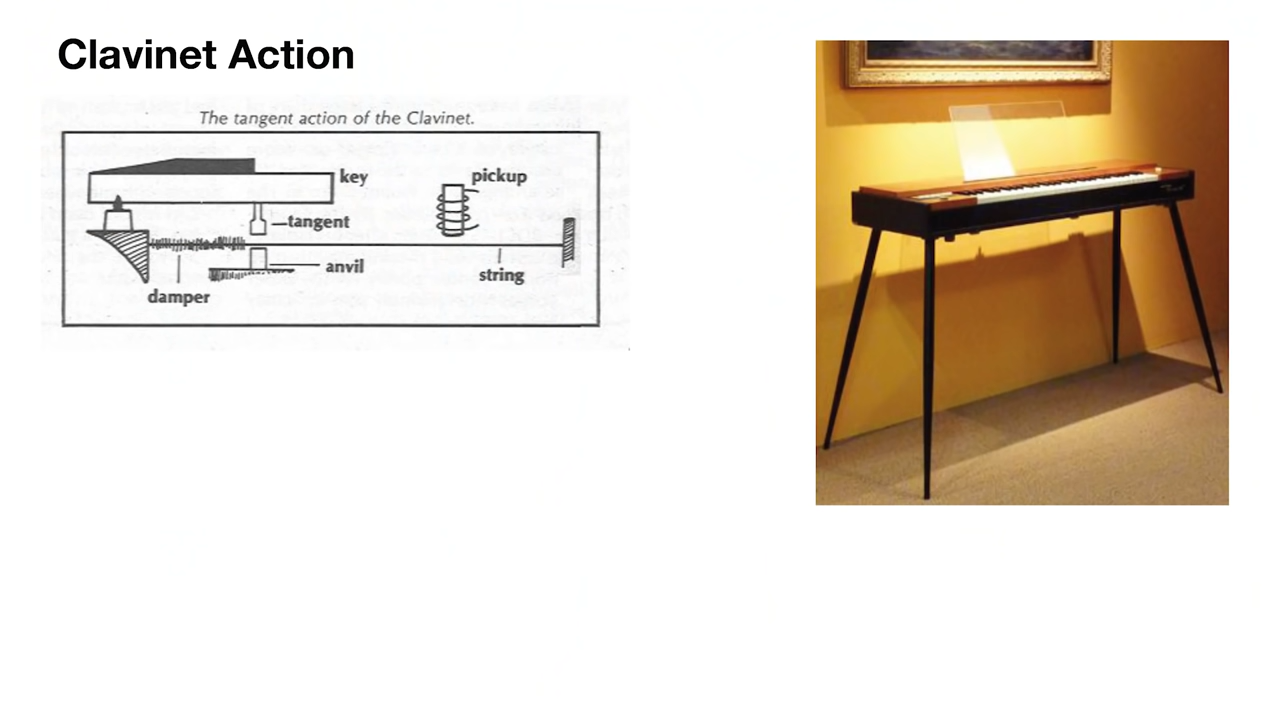 Clavinet Action
The tangent action of the Clavinet.
key
pickup
tangent
anvil
string
damper